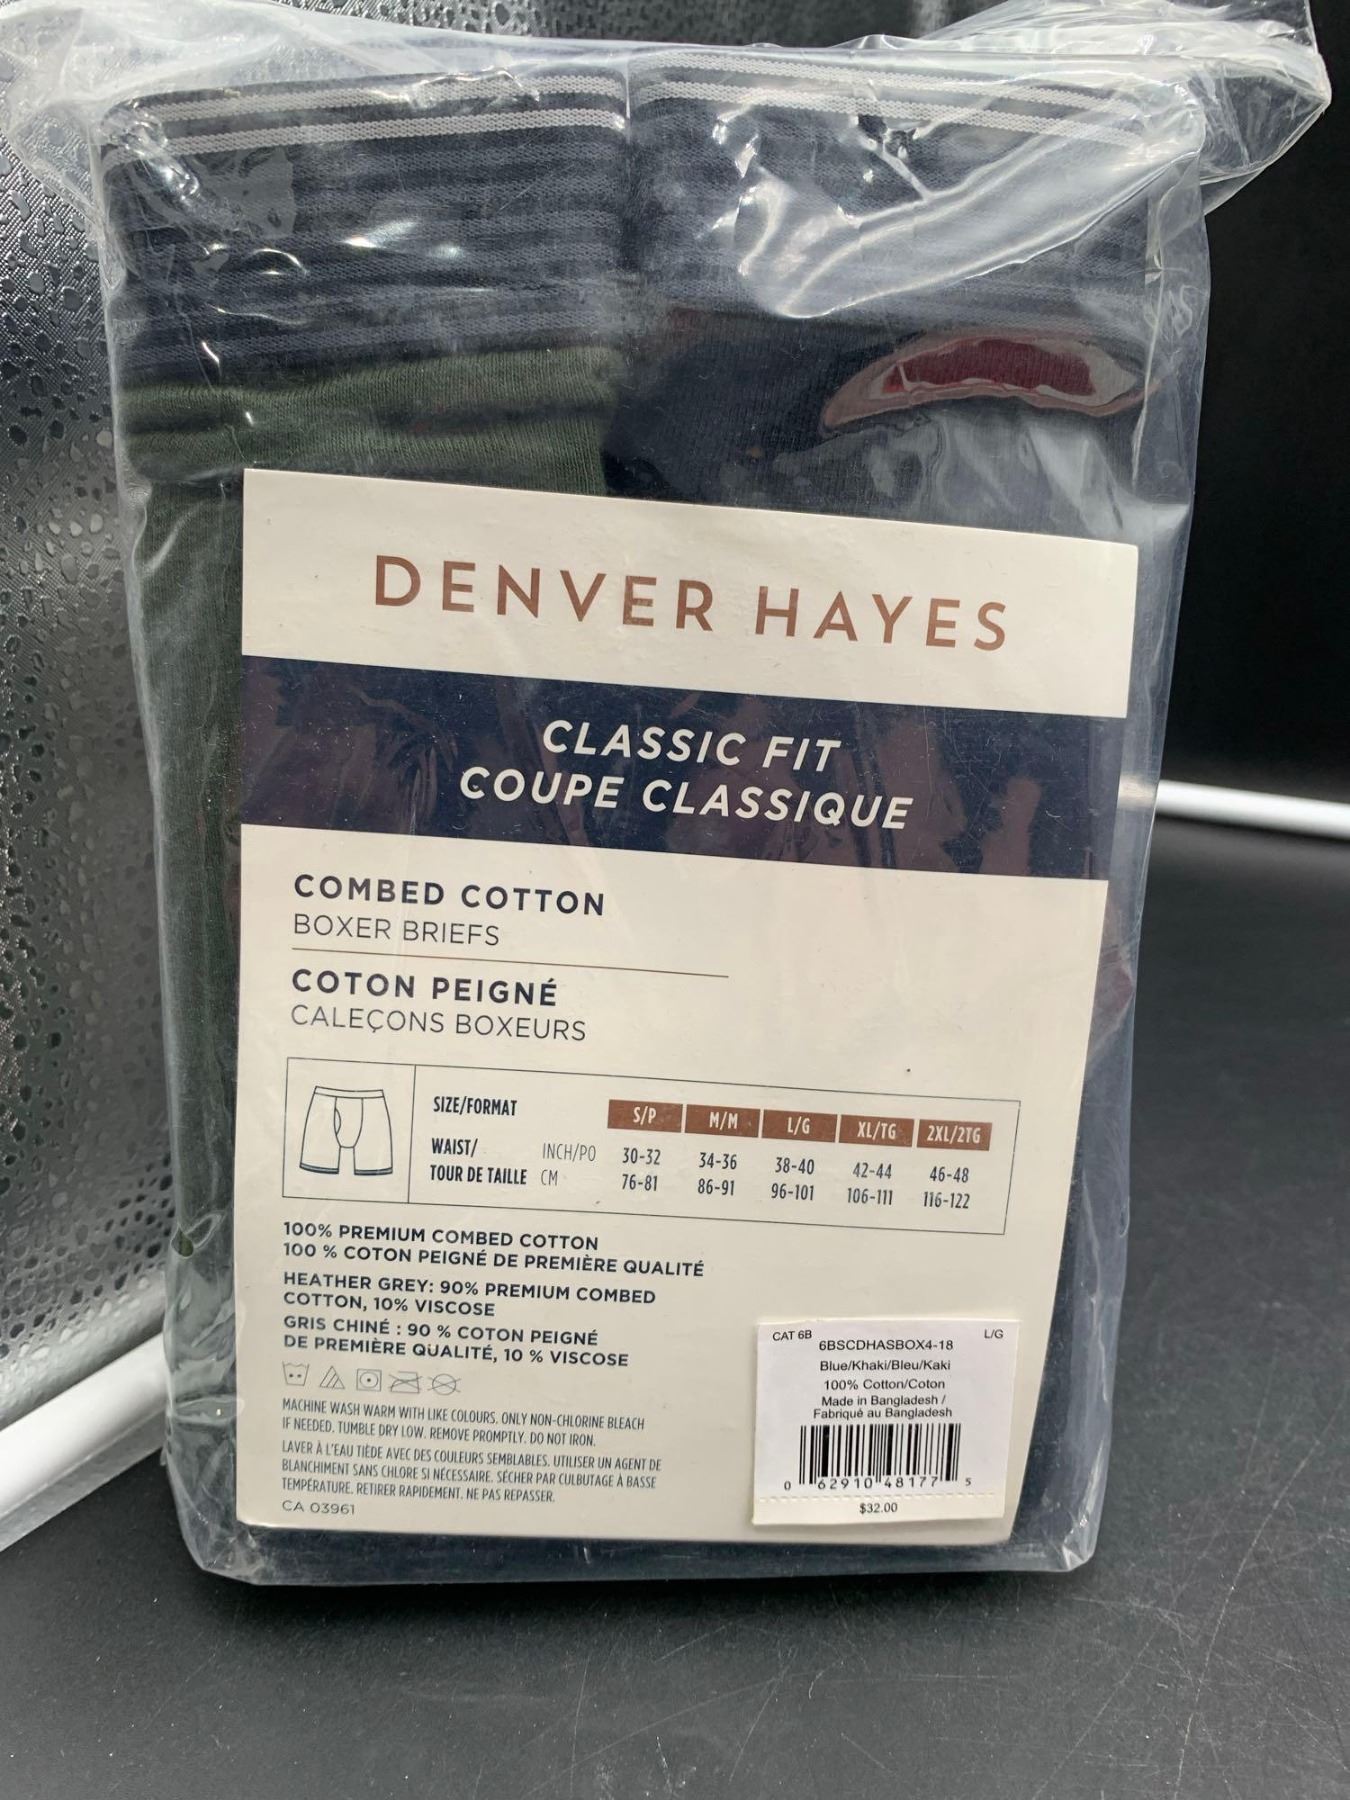 DENVER HAYES
CLASSIC FIT
COUPE CLASSIQUE
COMBED COTTON
BOXER BRIEFS
COTON PEIGNÉ
CALEÇONS BOXEURS
SIZE/FORMAT S/P M/M L/G XL/TG 2XL/2TG
WAIST/ INCH/PO 30-32 34-36 38-40 42-44 46-48
TOUR DE TAILLE CM 76-81 86-91 96-101 106-111 116-122
100% PREMIUM COMBED COTTON
100 % COTON PEIGNÉ DE PREMIÈRE QUALITÉ
HEATHER GREY: 90% PREMIUM COMBED
COTTON, 10% VISCOSE
GRIS CHINÉ : 90 % COTON PEIGNÉ
DE PREMIÈRE QUALITÉ, 10 % VISCOSE
MACHINE WASH WARM WITH LIKE COLOURS. ONLY NON-CHLORINE BLEACH
IF NEEDED. TUMBLE DRY LOW. REMOVE PROMPTLY. DO NOT IRON.
LAVER À L'EAU TIÈDE AVEC DES COULEURS SEMBLABLES. UTILISER UN AGENT DE
BLANCHIMENT SANS CHLORE SI NÉCESSAIRE. SÉCHER PAR CULBUTAGE À BASSE
TEMPÉRATURE. RETIRER RAPIDEMENT. NE PAS REPASSER.
CA 03961
CAT 6B L/G
6BSCDHASBOX4-18
Blue/Khaki/Bleu/Kaki
100% Cotton/Coton
Made in Bangladesh /
Fabriqué au Bangladesh
0 62910 48177 5
$32.00